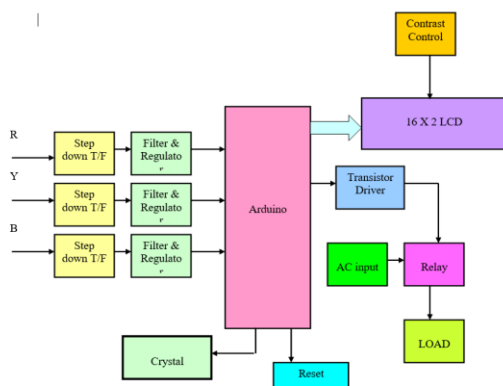 Contrast
Control
16 X 2 LCD
R
Step
down T/F
Filter &
Regulato
r
Y
Step
down T/F
Filter &
Regulato
r
B
Step
down T/F
Filter &
Regulato
r
Arduino
Transistor
Driver
AC input
Relay
LOAD
Crystal
Reset